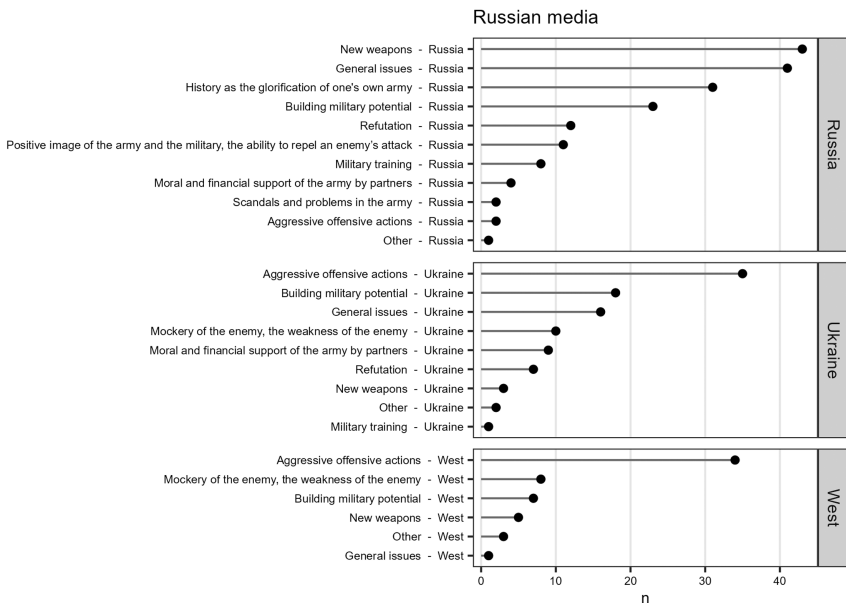 Russian media
New weapons - Russia
General issues - Russia
History as the glorification of one's own army - Russia
Building military potential - Russia
Refutation - Russia
Positive image of the army and the military, the ability to repel an enemy's attack - Russia
Military training - Russia
Moral and financial support of the army by partners - Russia
Scandals and problems in the army - Russia
Aggressive offensive actions - Russia
Other - Russia
Russia
Aggressive offensive actions - Ukraine
Building military potential - Ukraine
General issues - Ukraine
Mockery of the enemy, the weakness of the enemy - Ukraine
Moral and financial support of the army by partners - Ukraine
Refutation - Ukraine
New weapons - Ukraine
Other - Ukraine
Military training - Ukraine
Ukraine
Aggressive offensive actions - West
Mockery of the enemy, the weakness of the enemy - West
Building military potential - West
New weapons - West
Other - West
General issues - West
West
0 10 20 30 40
n